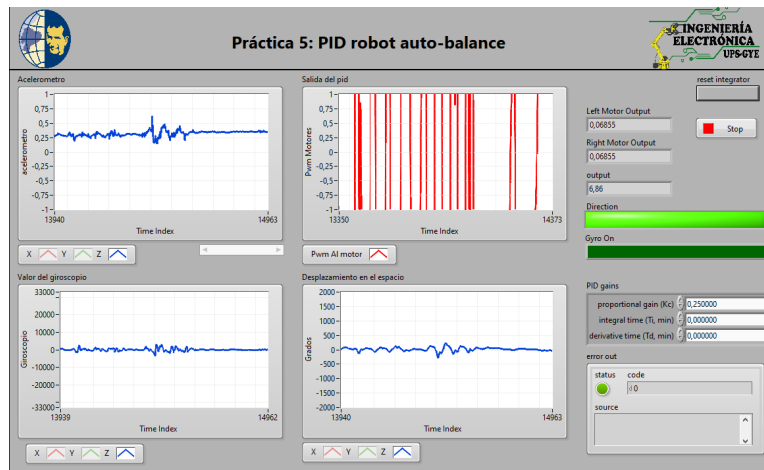 Práctica 5: PID robot auto-balance
INGENIERÍA
ELECTRÓNICA
UPS-GYE
Acelerometro
1
0,75
0,5
0,25
0
-0,25
-0,5
-0,75
-1
acelerometro
13940
14963
Time Index
X Y Z
Salida del pid
1
0,75
0,5
0,25
0
-0,25
-0,5
-0,75
-1
Pwm Motores
13350
14373
Time Index
Pwm Al motor
reset integrator
Left Motor Output
0,06855
Stop
Right Motor Output
0,06855
output
6,86
Direction
Gyro On
Valor del giroscopio
33000
20000
10000
0
-10000
-20000
-33000
Giroscopio
13939
14962
Time Index
X Y Z
Desplazamiento en el espacio
2000
1500
1000
500
0
-500
-1000
-1500
-2000
Grados
13940
14963
Time Index
X Y Z
PID gains
proportional gain (Kc) 0,250000
integral time (Ti, min) 0,000000
derivative time (Td, min) 0,000000
error out
status code
d 0
source